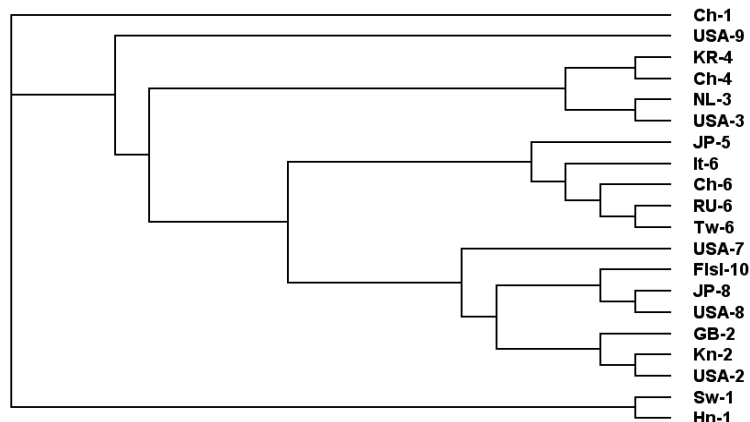 Ch-1
USA-9
KR-4
Ch-4
NL-3
USA-3
JP-5
It-6
Ch-6
RU-6
Tw-6
USA-7
FIsI-10
JP-8
USA-8
GB-2
Kn-2
USA-2
Sw-1
Hn-1